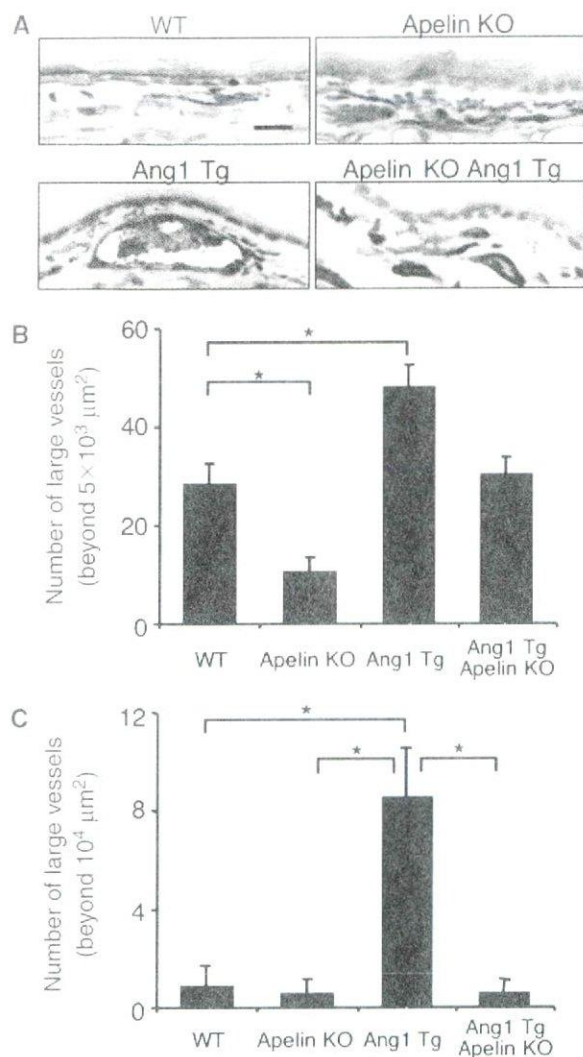 A
WT
Apelin KO
Ang1 Tg
Apelin KO Ang1 Tg
B
Number of large vessels
(beyond 5×10³ µm²)
60
40
20
0
*
*
WT
Apelin KO
Ang1 Tg
Ang1 Tg
Apelin KO
C
Number of large vessels
(beyond 10⁴ µm²)
12
8
4
0
*
*
*
WT
Apelin KO
Ang1 Tg
Ang1 Tg
Apelin KO